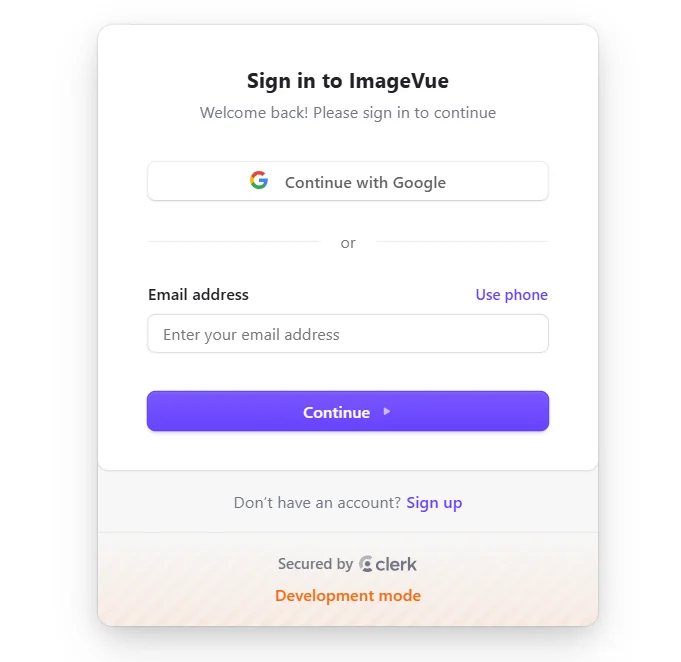 Sign in to ImageVue
Welcome back! Please sign in to continue
Continue with Google
or
Email address Use phone
Enter your email address
Continue
Don’t have an account? Sign up
Secured by clerk
Development mode